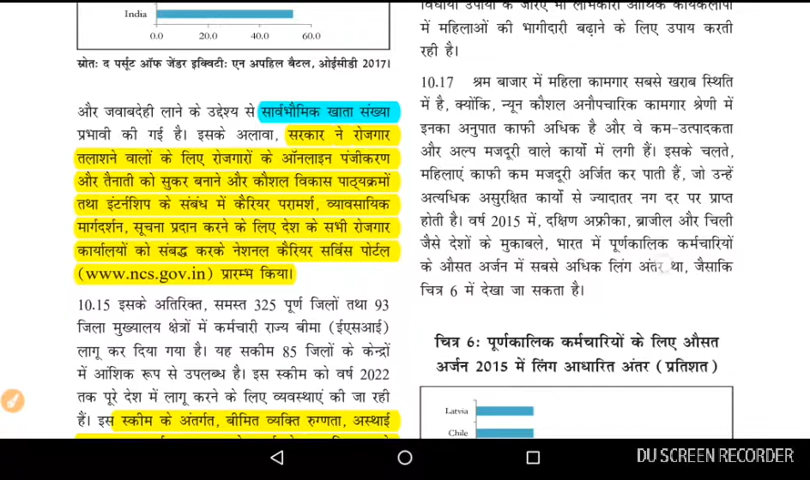 India
0.0 20.0 40.0 60.0
स्रोतः द पर्सूट ऑफ जेंडर इक्विटीः एन अपहिल बैटल, ओईसीडी 2017।
और जवाबदेही लाने के उद्देश्य से सार्वभौमिक खाता संख्या
प्रभावी की गई है। इसके अलावा, सरकार ने रोजगार
तलाशने वालों के लिए रोजगारों के ऑनलाइन पंजीकरण
और तैनाती को सुकर बनाने और कौशल विकास पाठ्यक्रमों
तथा इंटर्नशिप के संबंध में कैरियर परामर्श, व्यावसायिक
मार्गदर्शन, सूचना प्रदान करने के लिए देश के सभी रोजगार
कार्यालयों को संबद्ध करके नेशनल कैरियर सर्विस पोर्टल
(www.ncs.gov.in) प्रारम्भ किया।
10.15 इसके अतिरिक्त, समस्त 325 पूर्ण जिलों तथा 93
जिला मुख्यालय क्षेत्रों में कर्मचारी राज्य बीमा (ईएसआई)
लागू कर दिया गया है। यह सकीम 85 जिलों के केन्द्रों
में आंशिक रूप से उपलब्ध है। इस स्कीम को वर्ष 2022
तक पूरे देश में लागू करने के लिए व्यवस्थाएं की जा रही
हैं। इस स्कीम के अंतर्गत, बीमित व्यक्ति रुग्णता, अस्थाई
में महिलाओं की भागीदारी बढ़ाने के लिए उपाय करती
रही है।
10.17 श्रम बाजार में महिला कामगार सबसे खराब स्थिति
में है, क्योंकि, न्यून कौशल अनौपचारिक कामगार श्रेणी में
इनका अनुपात काफी अधिक है और वे कम-उत्पादकता
और अल्प मजदूरी वाले कार्यो में लगी हैं। इसके चलते,
महिलाएं काफी कम मजदूरी अर्जित कर पाती हैं, जो उन्हें
अत्यधिक असुरक्षित कार्यो से ज्यादातर नग दर पर प्राप्त
होती है। वर्ष 2015 में, दक्षिण अफ्रीका, ब्राजील और चिली
जैसे देशों के मुकाबले, भारत में पूर्णकालिक कर्मचारियों
के औसत अर्जन में सबसे अधिक लिंग अंतर था, जैसाकि
चित्र 6 में देखा जा सकता है।
चित्र 6: पूर्णकालिक कर्मचारियों के लिए औसत
अर्जन 2015 में लिंग आधारित अंतर (प्रतिशत)
Latvia
Chile
DU SCREEN RECORDER